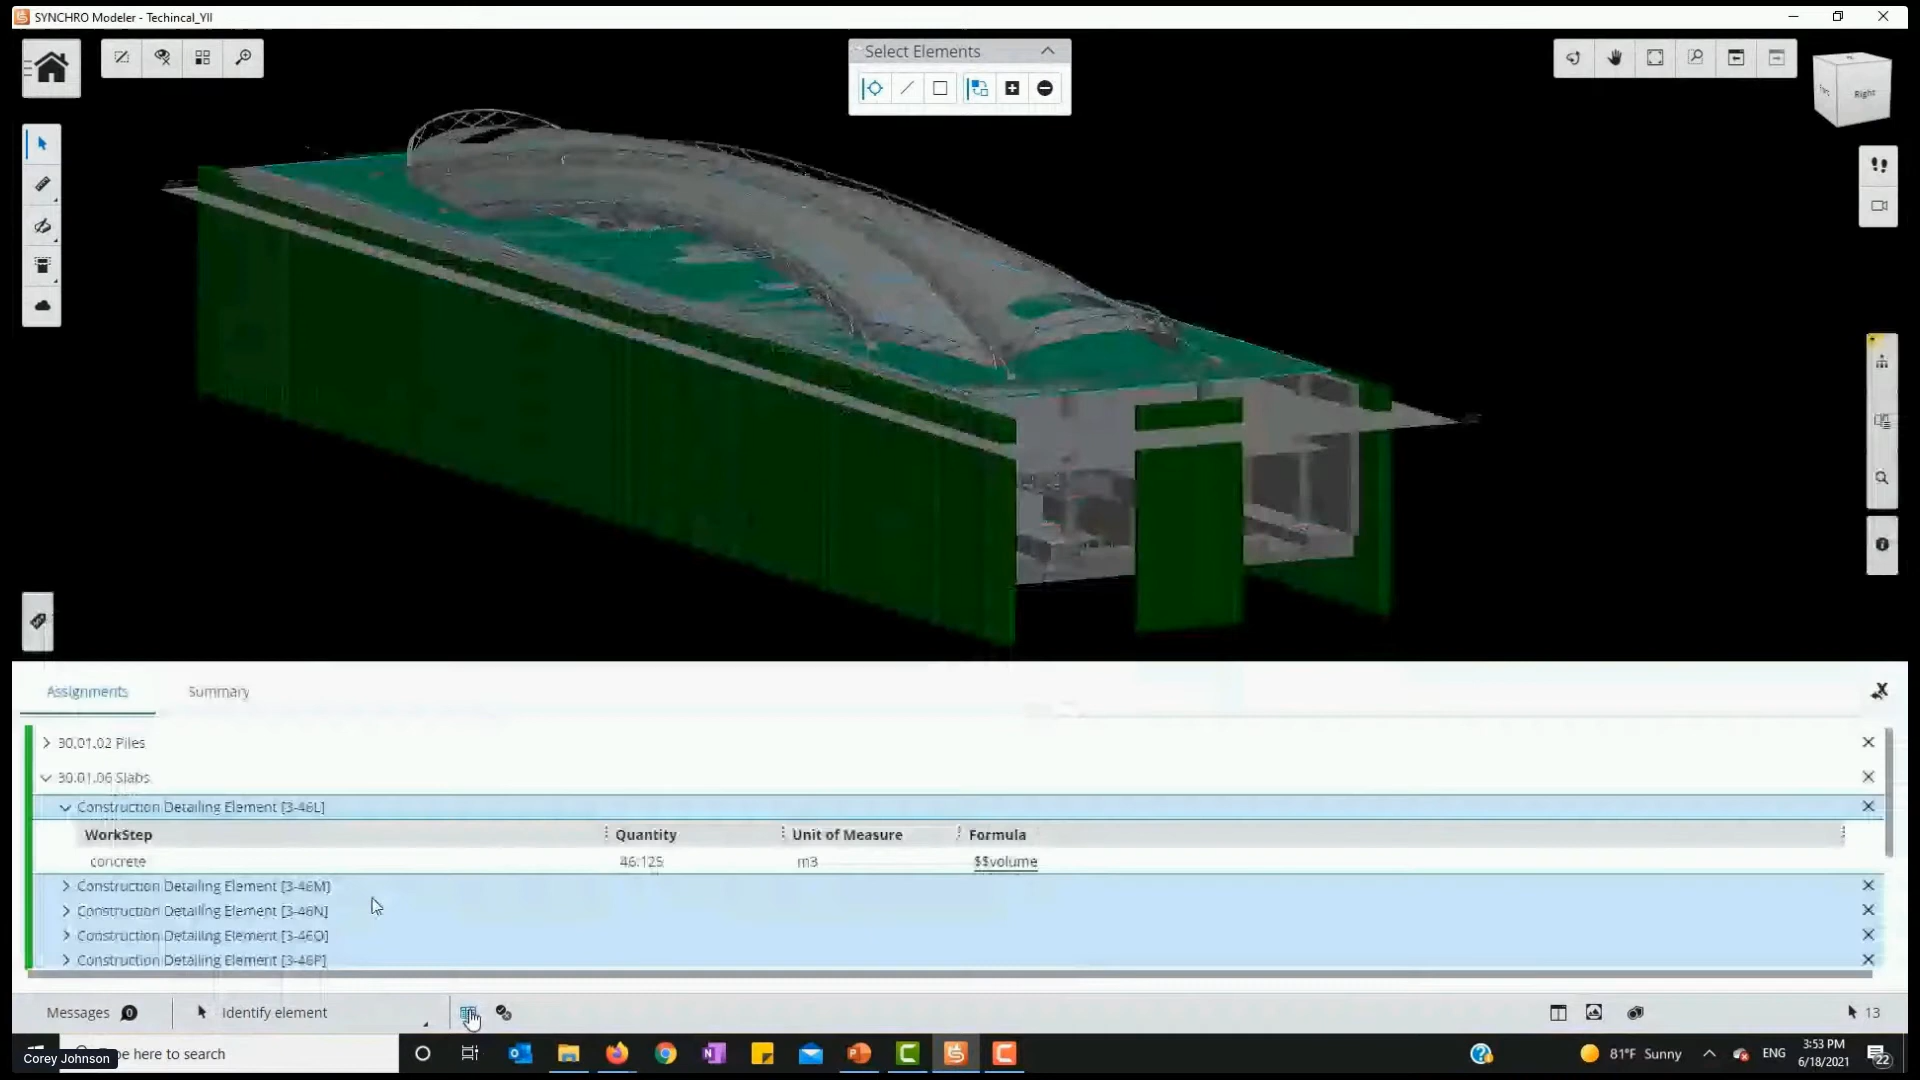 SYNCHRO Modeler - Techincal_YII
Select Elements
Right
Assignments
Summary
30.01.02 Piles
30.01.06 Slabs
Construction Detailing Element [3-46L]
WorkStep
Quantity
Unit of Measure
Formula
concrete
46.125
m3
$$volume
Construction Detailing Element [3-46M]
Construction Detailing Element [3-46N]
Construction Detailing Element [3-46O]
Construction Detailing Element [3-46P]
Messages 0
Identify element
13
Corey Johnson
pe here to search
81°F Sunny
ENG
3:53 PM
6/18/2021
22